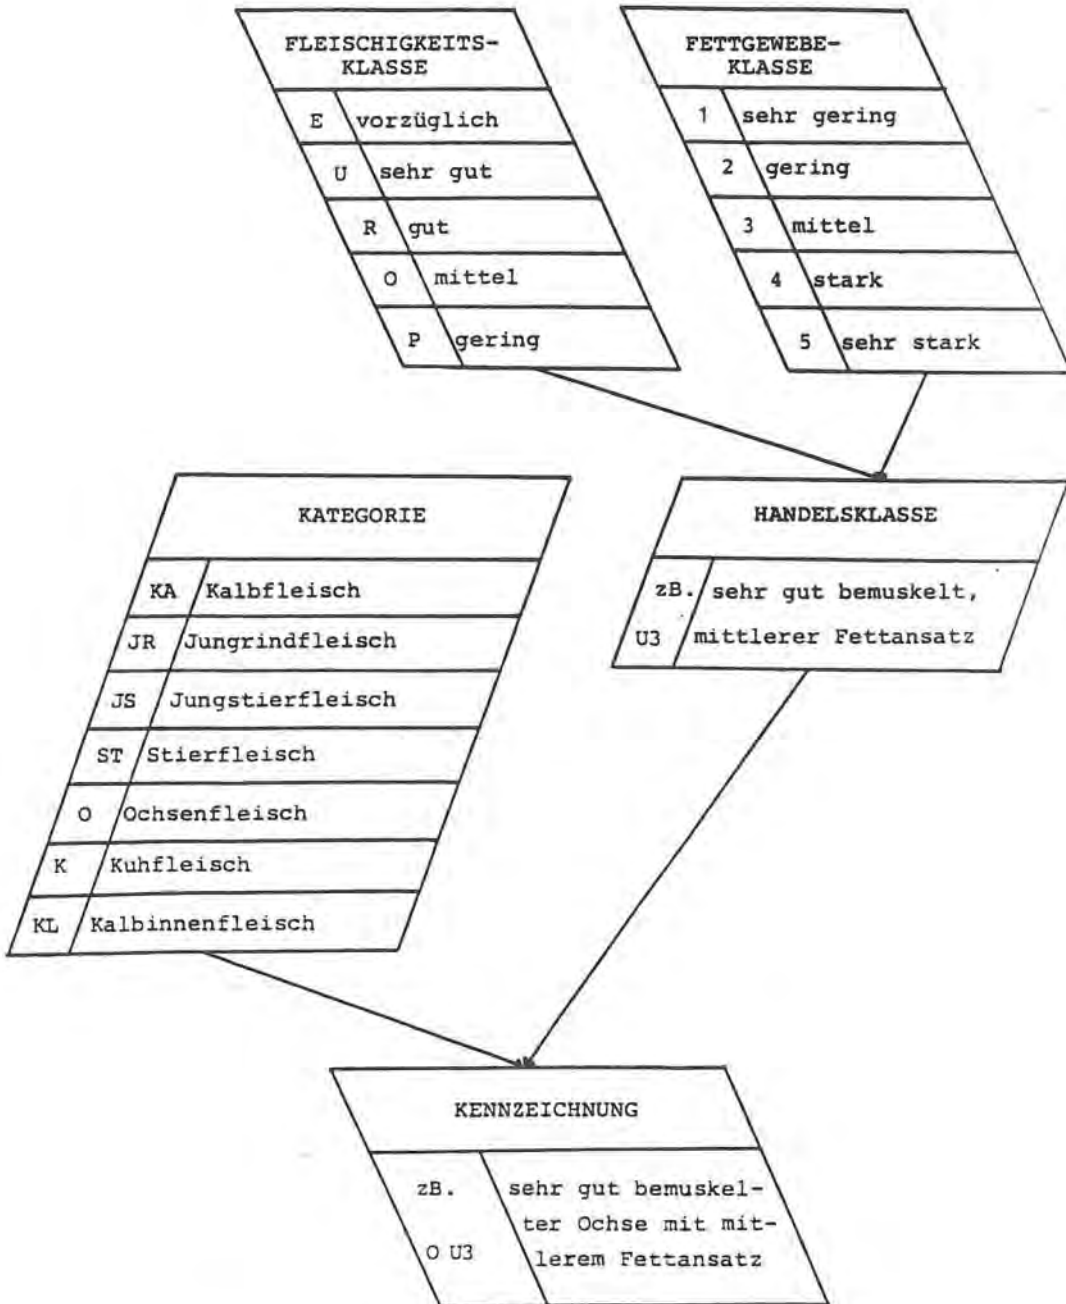 FLEISCHIGKEITS-
KLASSE
E vorzüglich
U sehr gut
R gut
O mittel
P gering
FETTGEWEBE-
KLASSE
1 sehr gering
2 gering
3 mittel
4 stark
5 sehr stark
KATEGORIE
KA Kalbfleisch
JR Jungrindfleisch
JS Jungstierfleisch
ST Stierfleisch
O Ochsenfleisch
K Kuhfleisch
KL Kalbinnenfleisch
HANDELSKLASSE
zB. sehr gut bemuskelt,
U3 mittlerer Fettansatz
KENNZEICHNUNG
zB. sehr gut bemuskel-
ter Ochse mit mit-
O U3 lerem Fettansatz